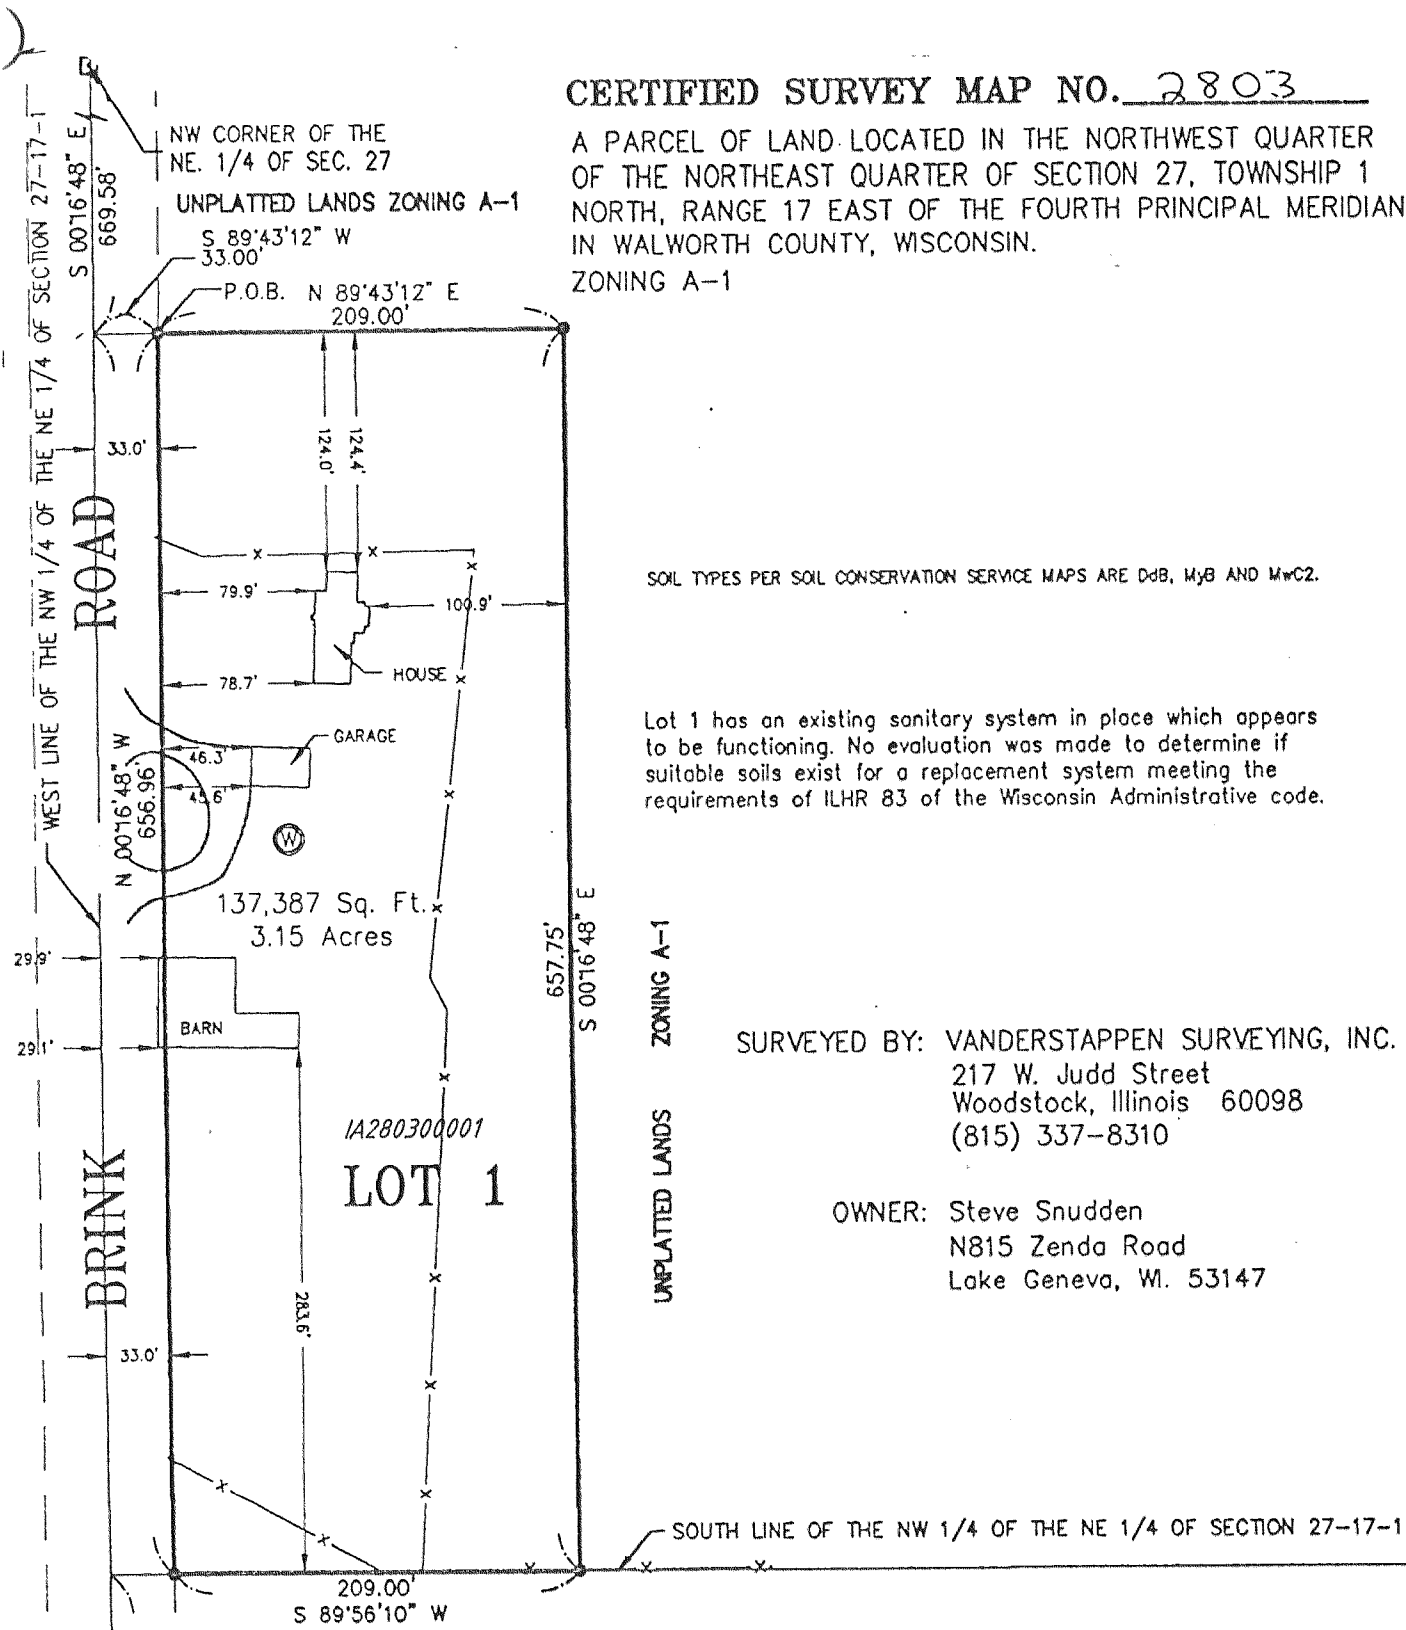 CERTIFIED SURVEY MAP NO. 2803
A PARCEL OF LAND LOCATED IN THE NORTHWEST QUARTER
OF THE NORTHEAST QUARTER OF SECTION 27, TOWNSHIP 1
NORTH, RANGE 17 EAST OF THE FOURTH PRINCIPAL MERIDIAN
IN WALWORTH COUNTY, WISCONSIN.
ZONING A-1
NW CORNER OF THE
NE. 1/4 OF SEC. 27
UNPLATTED LANDS ZONING A-1
S 89°43'12" W
33.00'
P.O.B. N 89°43'12" E
209.00'
S 00°16'48" E
669.58'
WEST LINE OF THE NW 1/4 OF THE NE 1/4 OF SECTION 27-17-1
33.0'
124.0'
124.4'
ROAD
79.9'
100.9'
HOUSE
78.7'
GARAGE
46.3'
45.6'
N 00°16'48" W
656.96
W
137,387 Sq. Ft.
3.15 Acres
29.9'
BARN
29.1'
657.75'
S 00°16'48" E
UNPLATTED LANDS ZONING A-1
IA280300001
LOT 1
BRINK
283.6'
33.0'
209.00'
S 89°56'10" W
SOIL TYPES PER SOIL CONSERVATION SERVICE MAPS ARE DdB, MyB AND MwC2.
Lot 1 has an existing sanitary system in place which appears
to be functioning. No evaluation was made to determine if
suitable soils exist for a replacement system meeting the
requirements of ILHR 83 of the Wisconsin Administrative code.
SURVEYED BY: VANDERSTAPPEN SURVEYING, INC.
217 W. Judd Street
Woodstock, Illinois 60098
(815) 337-8310
OWNER: Steve Snudden
N815 Zenda Road
Lake Geneva, WI. 53147
SOUTH LINE OF THE NW 1/4 OF THE NE 1/4 OF SECTION 27-17-1